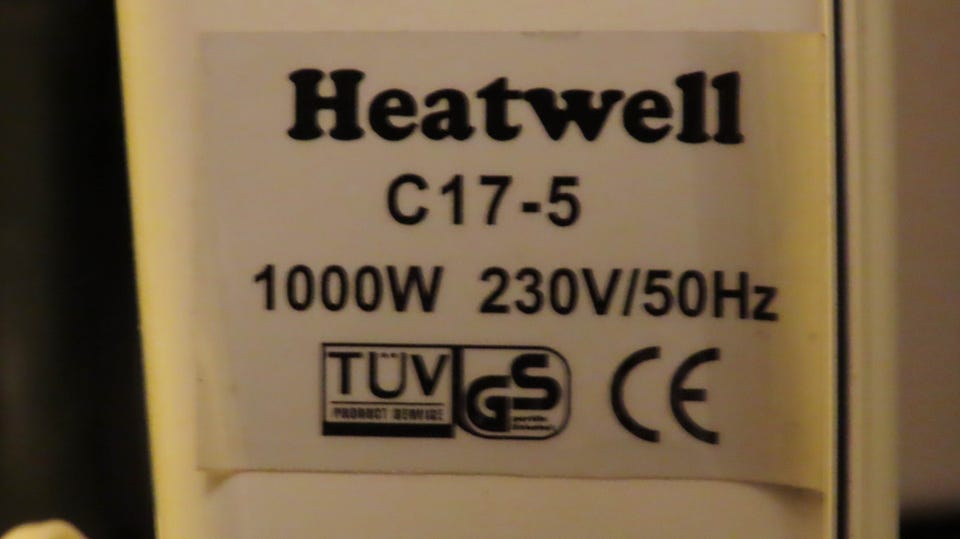 Heatwell
C17-5
1000W 230V/50Hz
TÜV GS CE
PRODUCT SERVICE